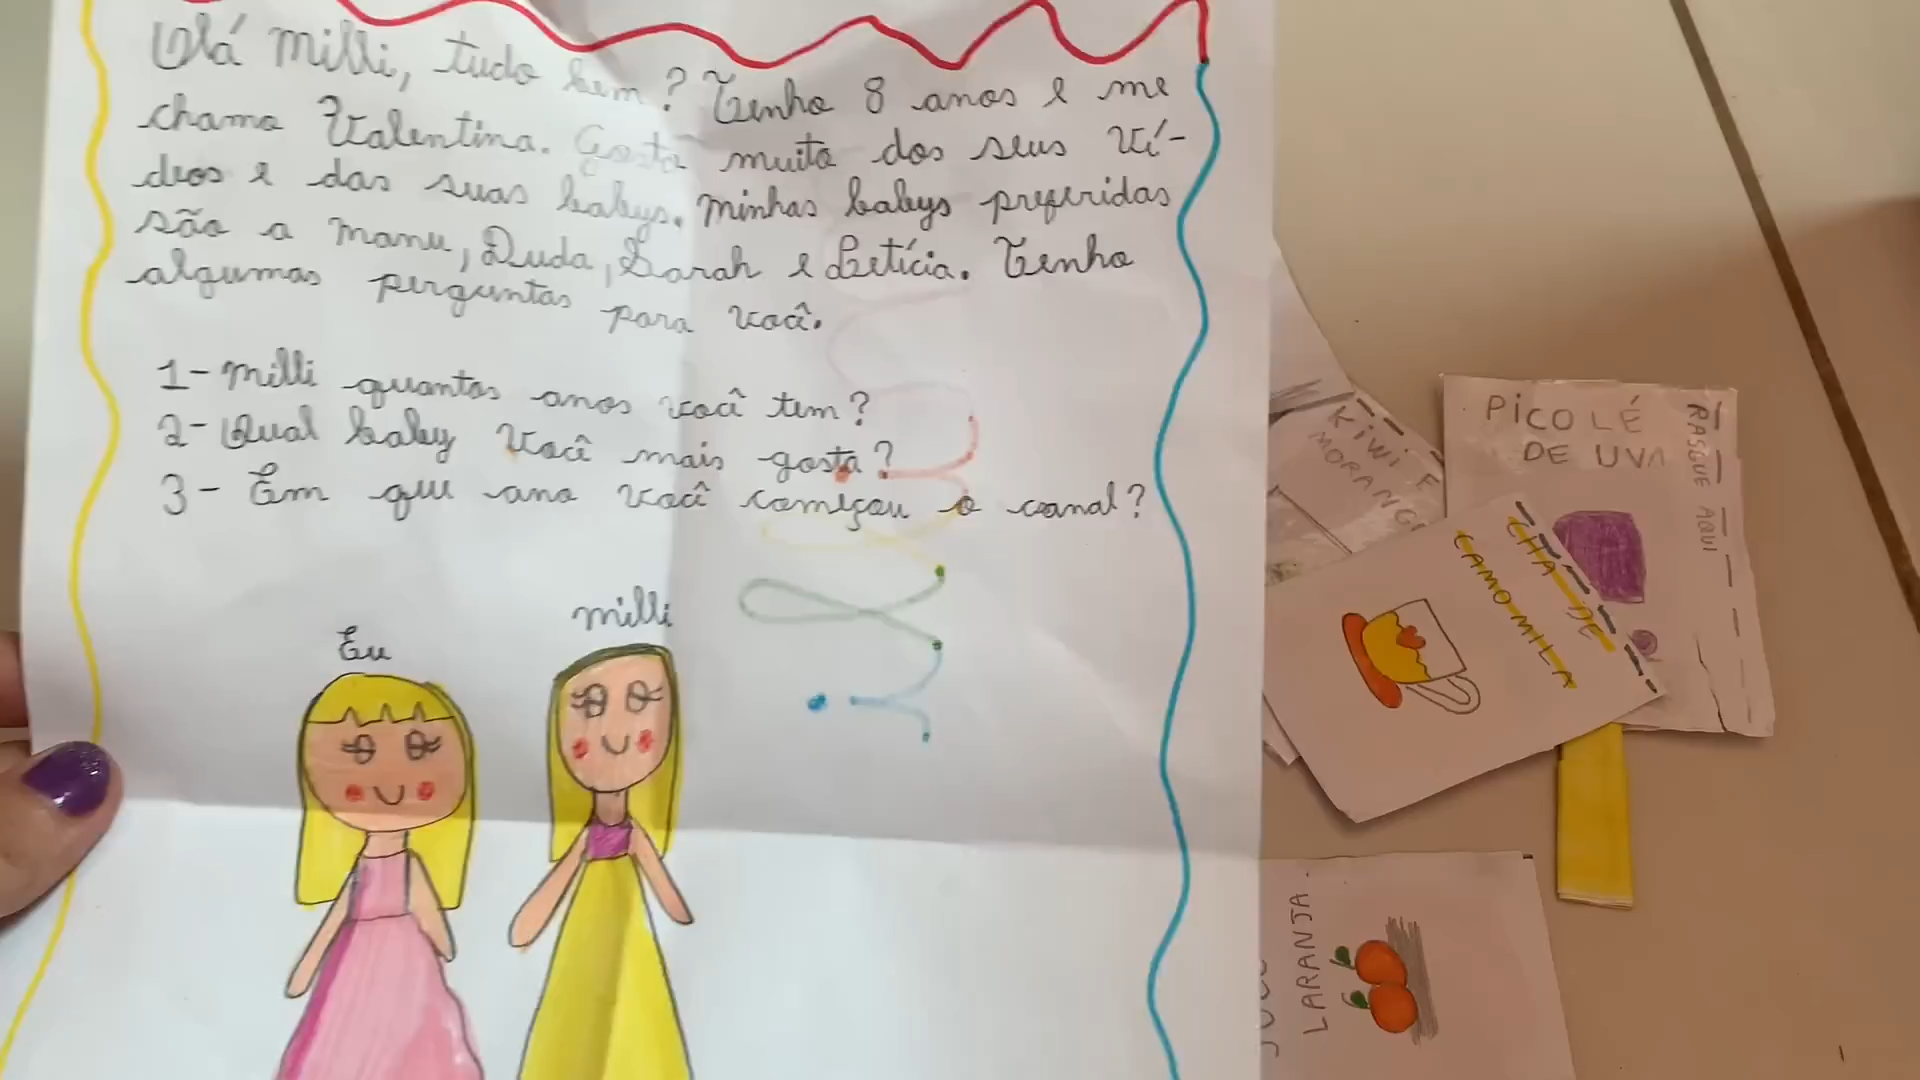 Olá Milli, tudo bem? Tenho 8 anos e me
chamo Valentina. Gosto muito dos seus ví-
deos e das suas babys. Minhas babys preferidas
são a Manu, Duda, Sarah e Letícia. Tenho
algumas perguntas para você.
1- Milli quantos anos você tem?
2- Qual baby você mais gosta?
3- Em que ano você começou o canal?
Eu
Milli
KIWI E
MORANGO
PICOLÉ
DE UVA
RASGUE AQUI
CHA DE
CAMOMILA
LARANJA.